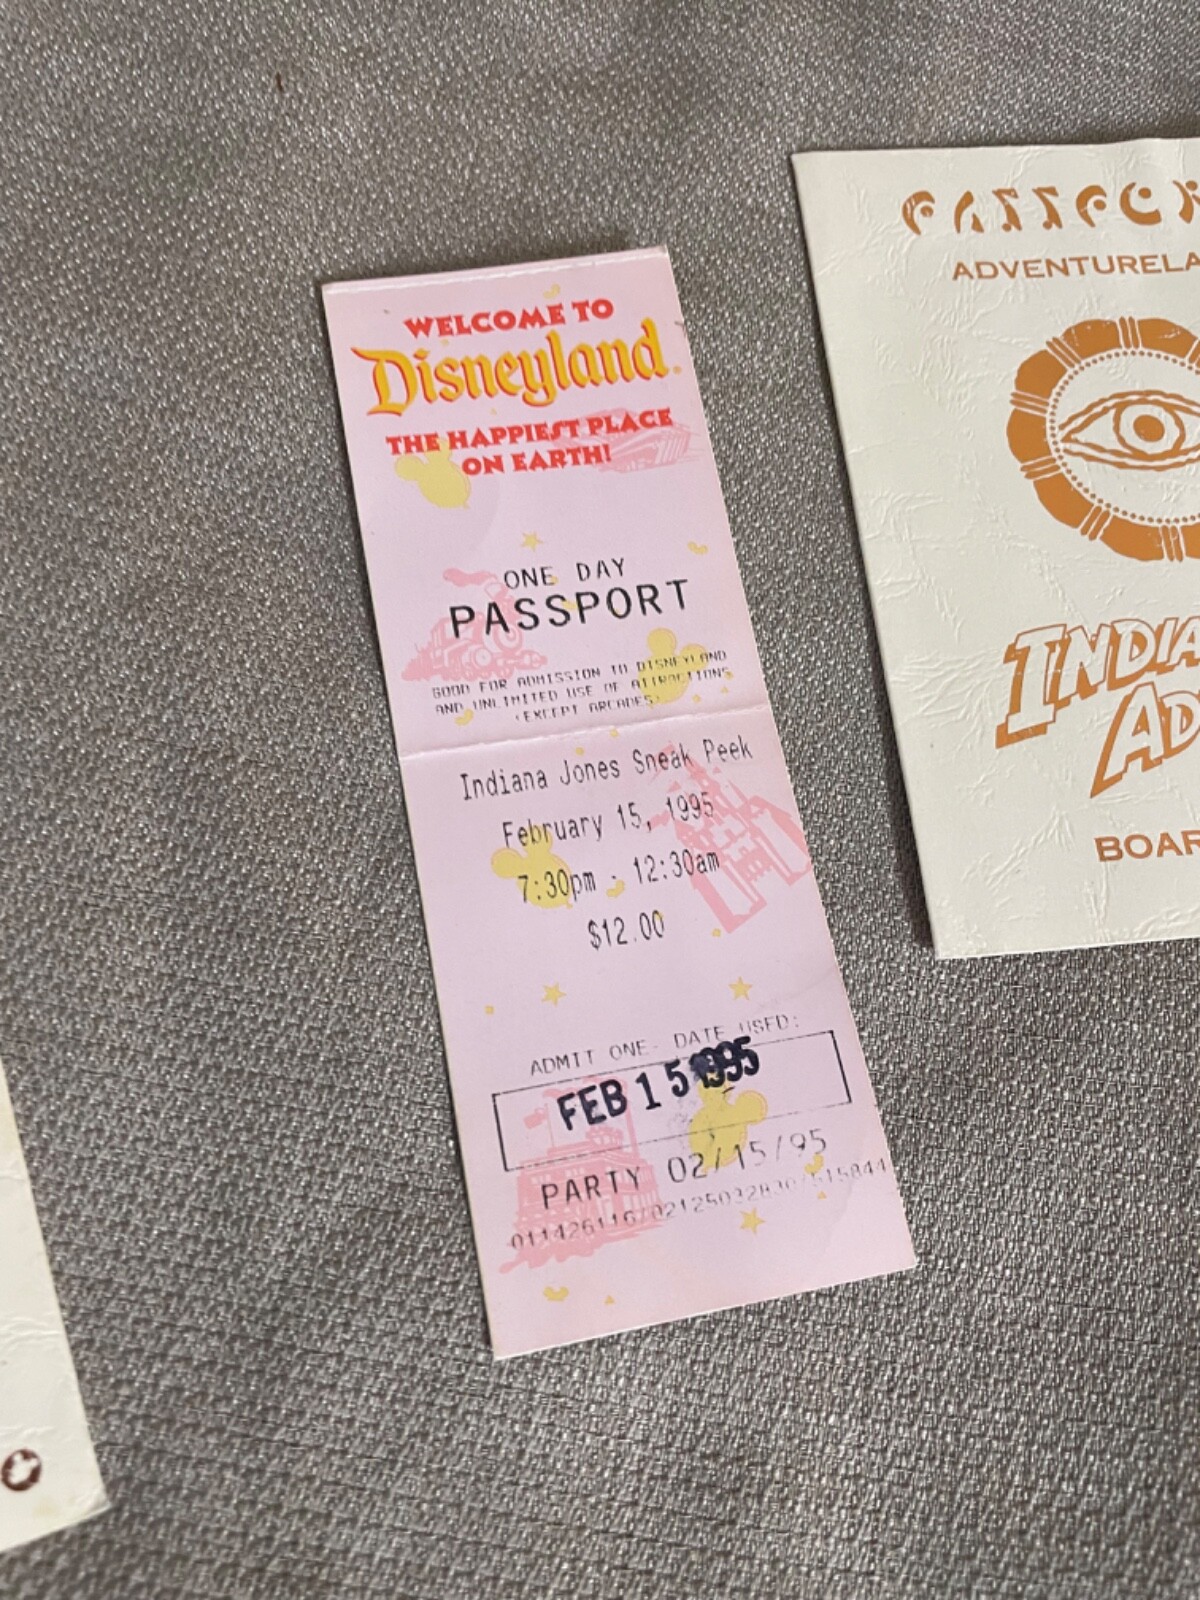 WELCOME TO
Disneyland
THE HAPPIEST PLACE
ON EARTH!
ONE DAY
PASSPORT
GOOD FOR ADMISSION TO DISNEYLAND
AND UNLIMITED USE OF ATTRACTIONS
(EXCEPT ARCADES)
Indiana Jones Sneak Peek
February 15, 1995
7:30pm - 12:30am
$12.00
ADMIT ONE- DATE USED:
FEB 15 1995
PARTY 02/15/95
PASSPOR
ADVENTURELA
INDIA
AD
BOAR